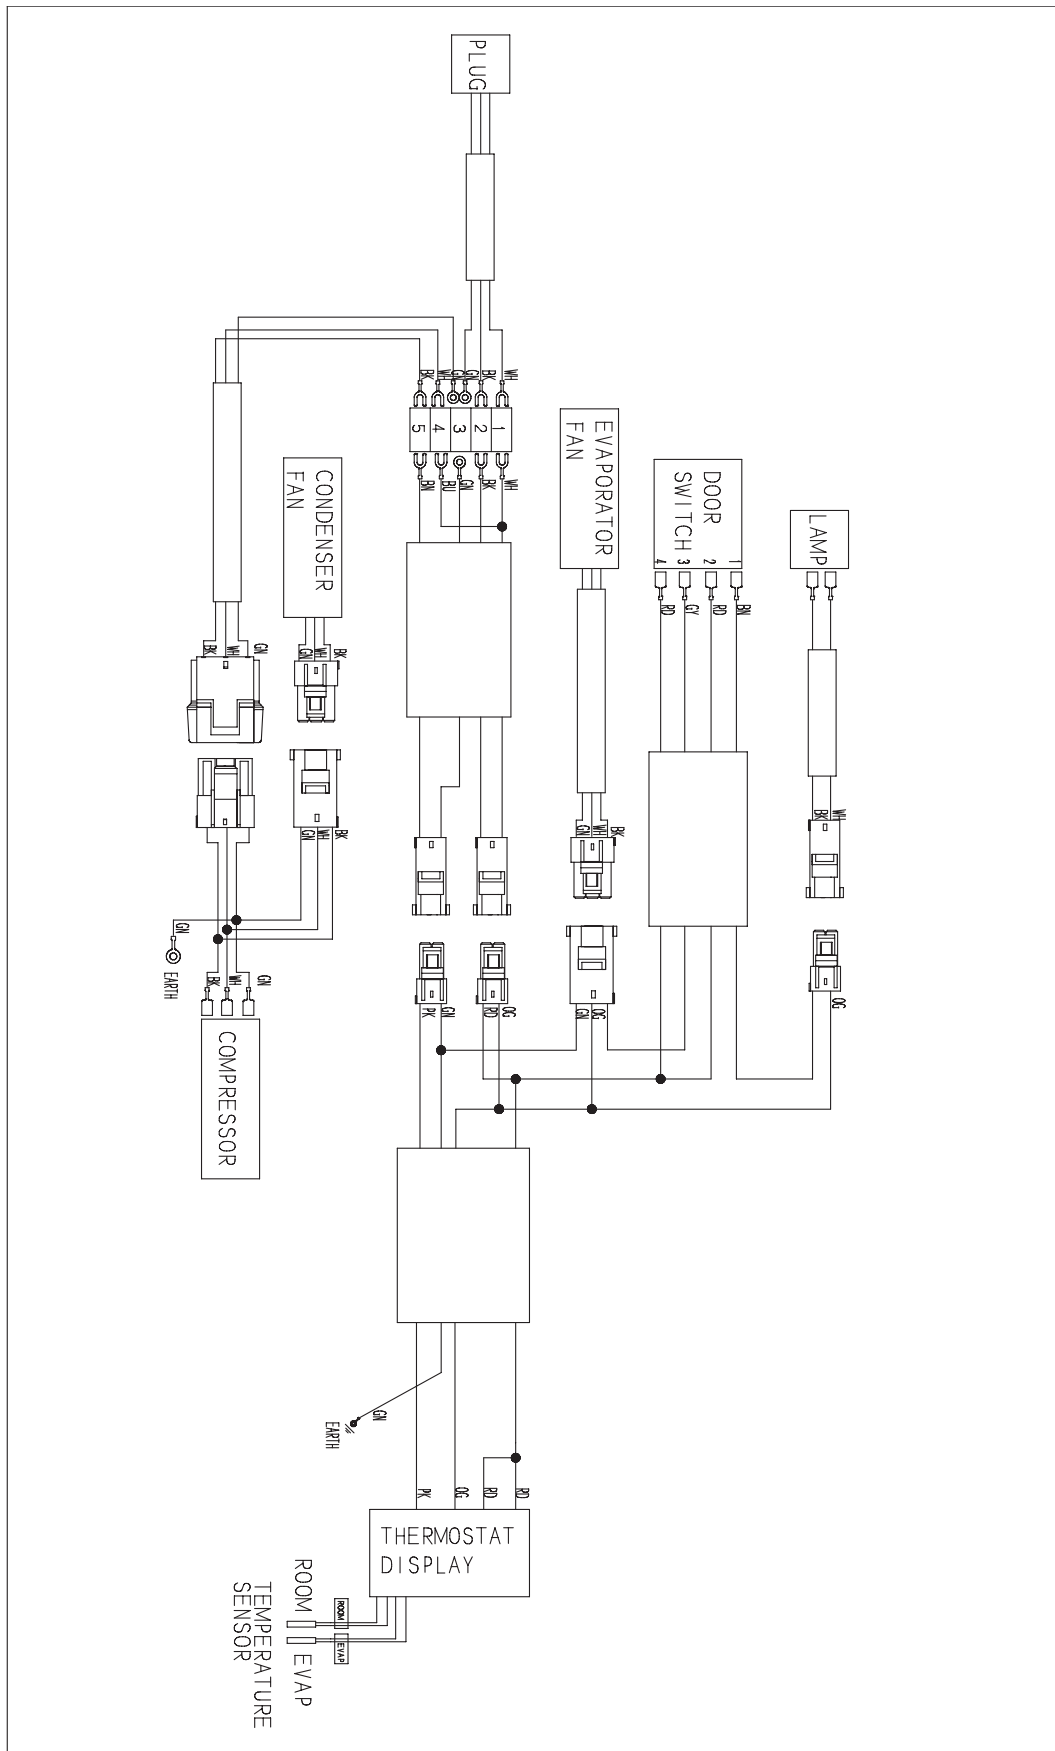 PLUG
BK
WH
GN
GN
BK
WH
5
4
3
2
1
BN
BU
GN
BK
WH
CONDENSER
FAN
EVAPORATOR
FAN
DOOR
SWITCH
4
3
2
1
RD
GY
RD
BN
LAMP
BK
WH
GN
GN
WH
BK
GN
WH
BK
GN
WH
BK
BK
WH
GN
EARTH
BK
WH
GN
COMPRESSOR
PK
GN
RD
OG
GN
OG
OG
GN
EARTH
PK
OG
RD
RD
THERMOSTAT
DISPLAY
ROOM
EVAP
ROOM
EVAP
TEMPERATURE
SENSOR